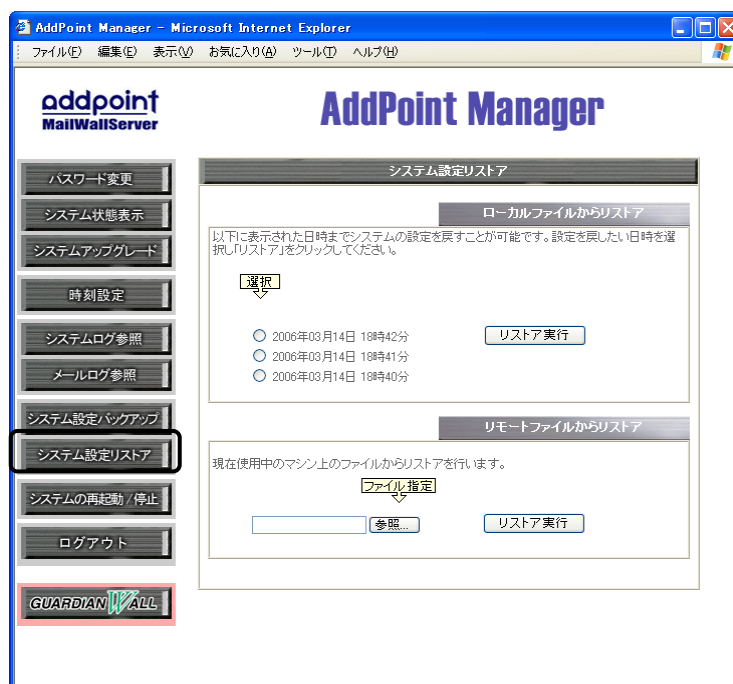 AddPoint Manager - Microsoft Internet Explorer
ファイル(F) 編集(E) 表示(V) お気に入り(A) ツール(T) ヘルプ(H)
addpoint
MailWallServer
AddPoint Manager
パスワード変更
システム状態表示
システムアップグレード
時刻設定
システムログ参照
メールログ参照
システム設定バックアップ
システム設定リストア
システムの再起動/停止
ログアウト
GUARDIAN WALL
システム設定リストア
ローカルファイルからリストア
以下に表示された日時までシステムの設定を戻すことが可能です。設定を戻したい日時を選
択し「リストア」をクリックしてください。
選択
2006年03月14日 18時42分
リストア実行
2006年03月14日 18時41分
2006年03月14日 18時40分
リモートファイルからリストア
現在使用中のマシン上のファイルからリストアを行います。
ファイル指定
参照...
リストア実行